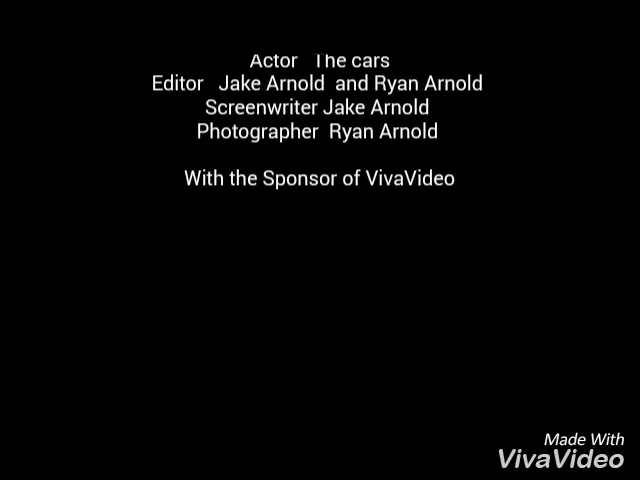 Actor The cars
Editor Jake Arnold and Ryan Arnold
Screenwriter Jake Arnold
Photographer Ryan Arnold
With the Sponsor of VivaVideo
Made With
VivaVideo